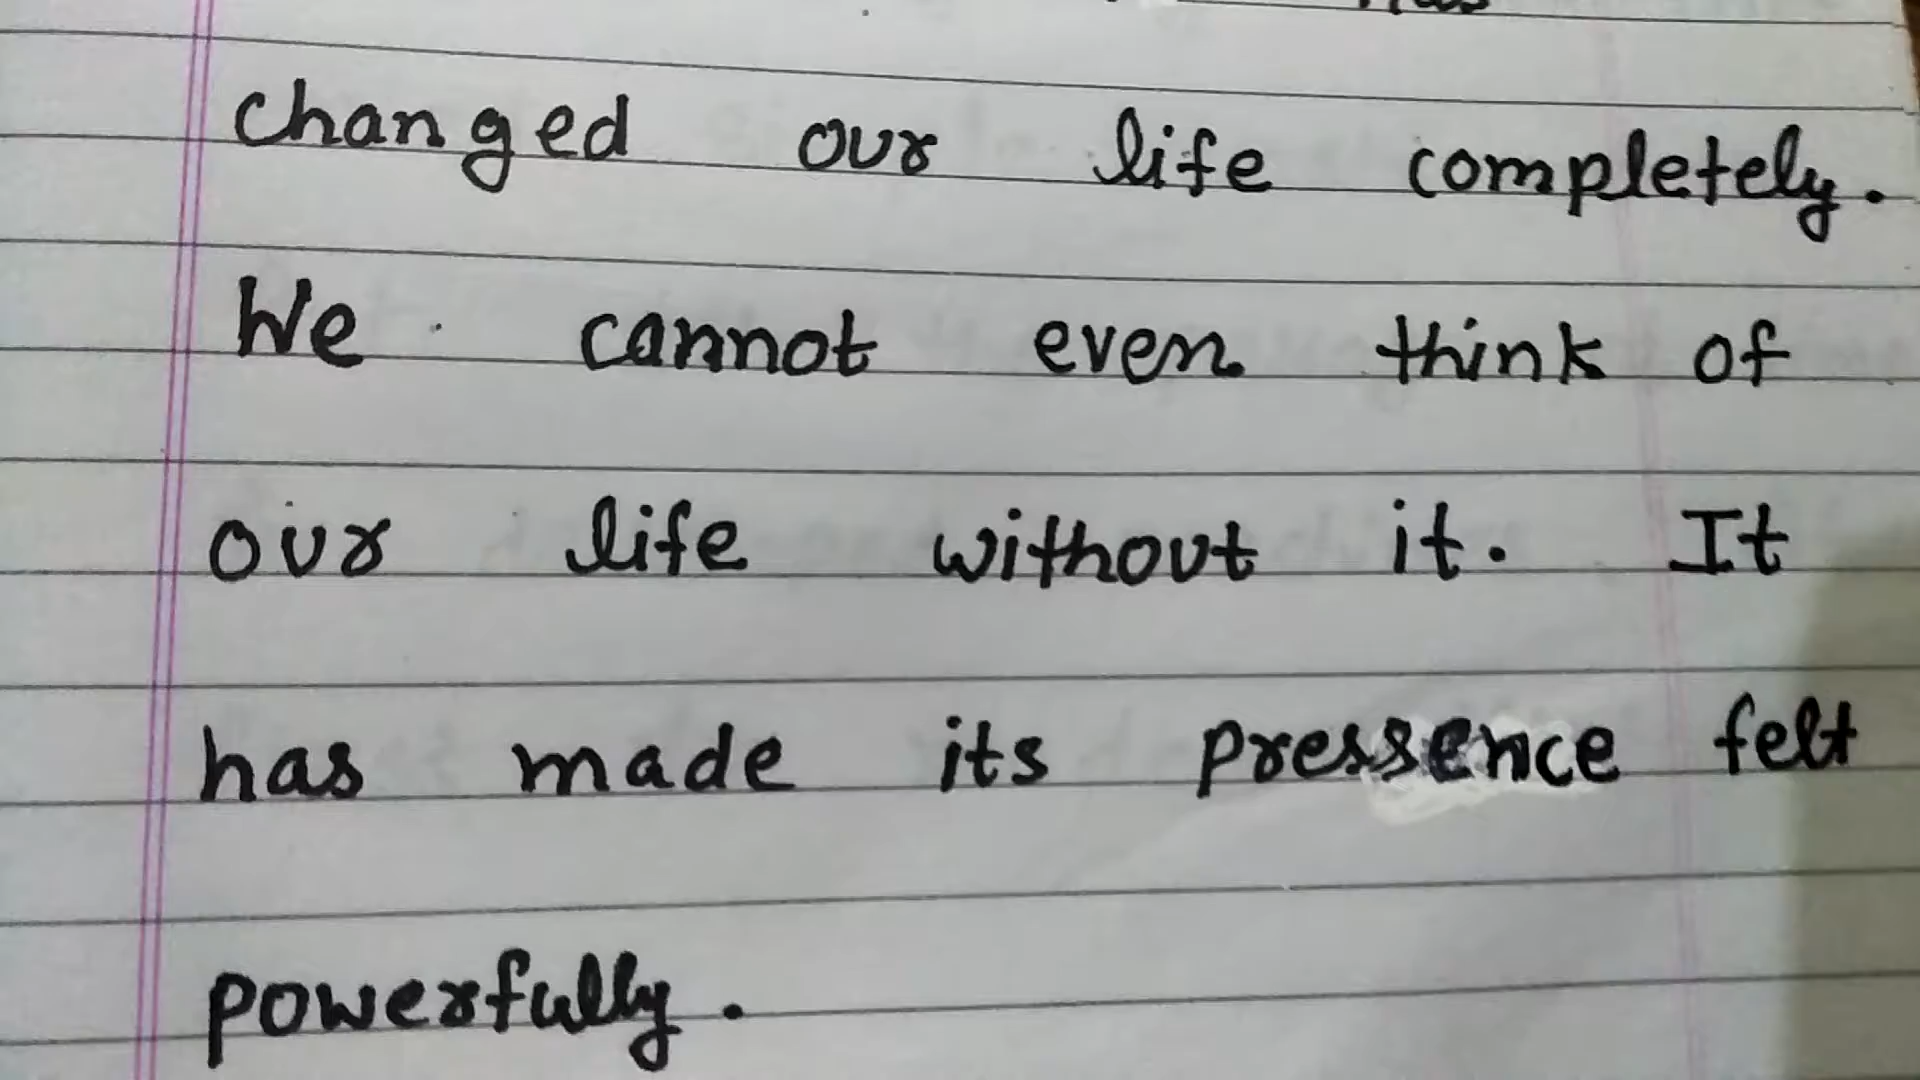 changed our life completely.
We cannot even think of
our life without it. It
has made its pressence felt
powerfully.